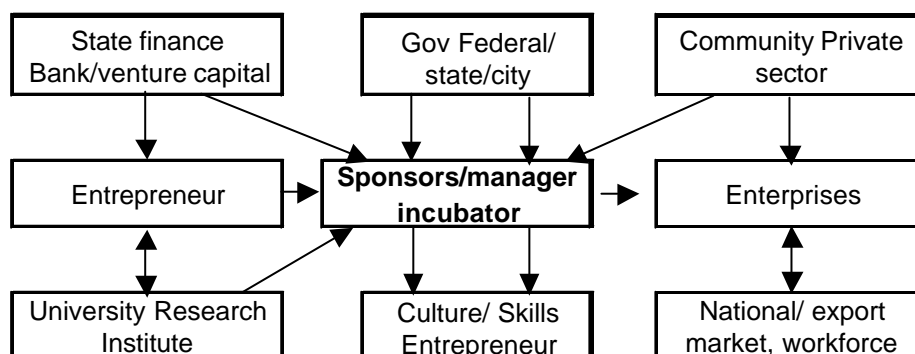 State finance
Bank/venture capital
Gov Federal/
state/city
Community Private
sector
Entrepreneur
Sponsors/manager
incubator
Enterprises
University Research
Institute
Culture/ Skills
Entrepreneur
National/ export
market, workforce